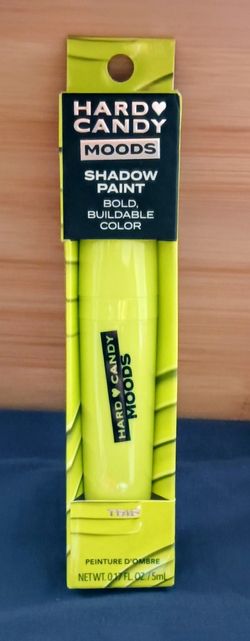 HARD♥
CANDY
MOODS
SHADOW
PAINT
BOLD,
BUILDABLE
COLOR
HARD♥CANDY
MOODS
PEINTURE D'OMBRE
NET WT. 0.17 FL. OZ./5mL